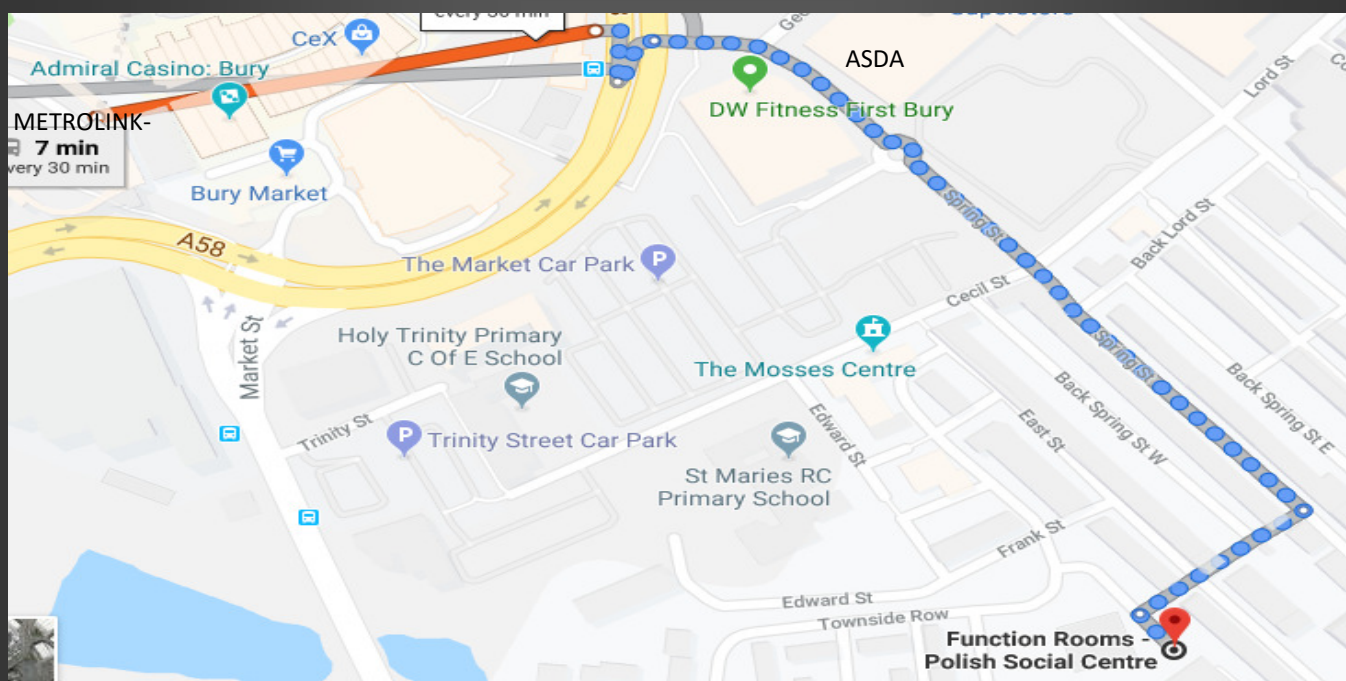 every 30 min
CeX
Admiral Casino: Bury
METROLINK-
7 min
very 30 min
Bury Market
A58
ASDA
DW Fitness First Bury
Lord St
Spring St
Back Lord St
The Market Car Park
P
Cecil St
Holy Trinity Primary
C Of E School
Market St
The Mosses Centre
Spring St
Back Spring St E
Back Spring St W
Trinity St
P
Trinity Street Car Park
Edward St
East St
St Maries RC
Primary School
Frank St
Edward St
Townside Row
Function Rooms -
Polish Social Centre